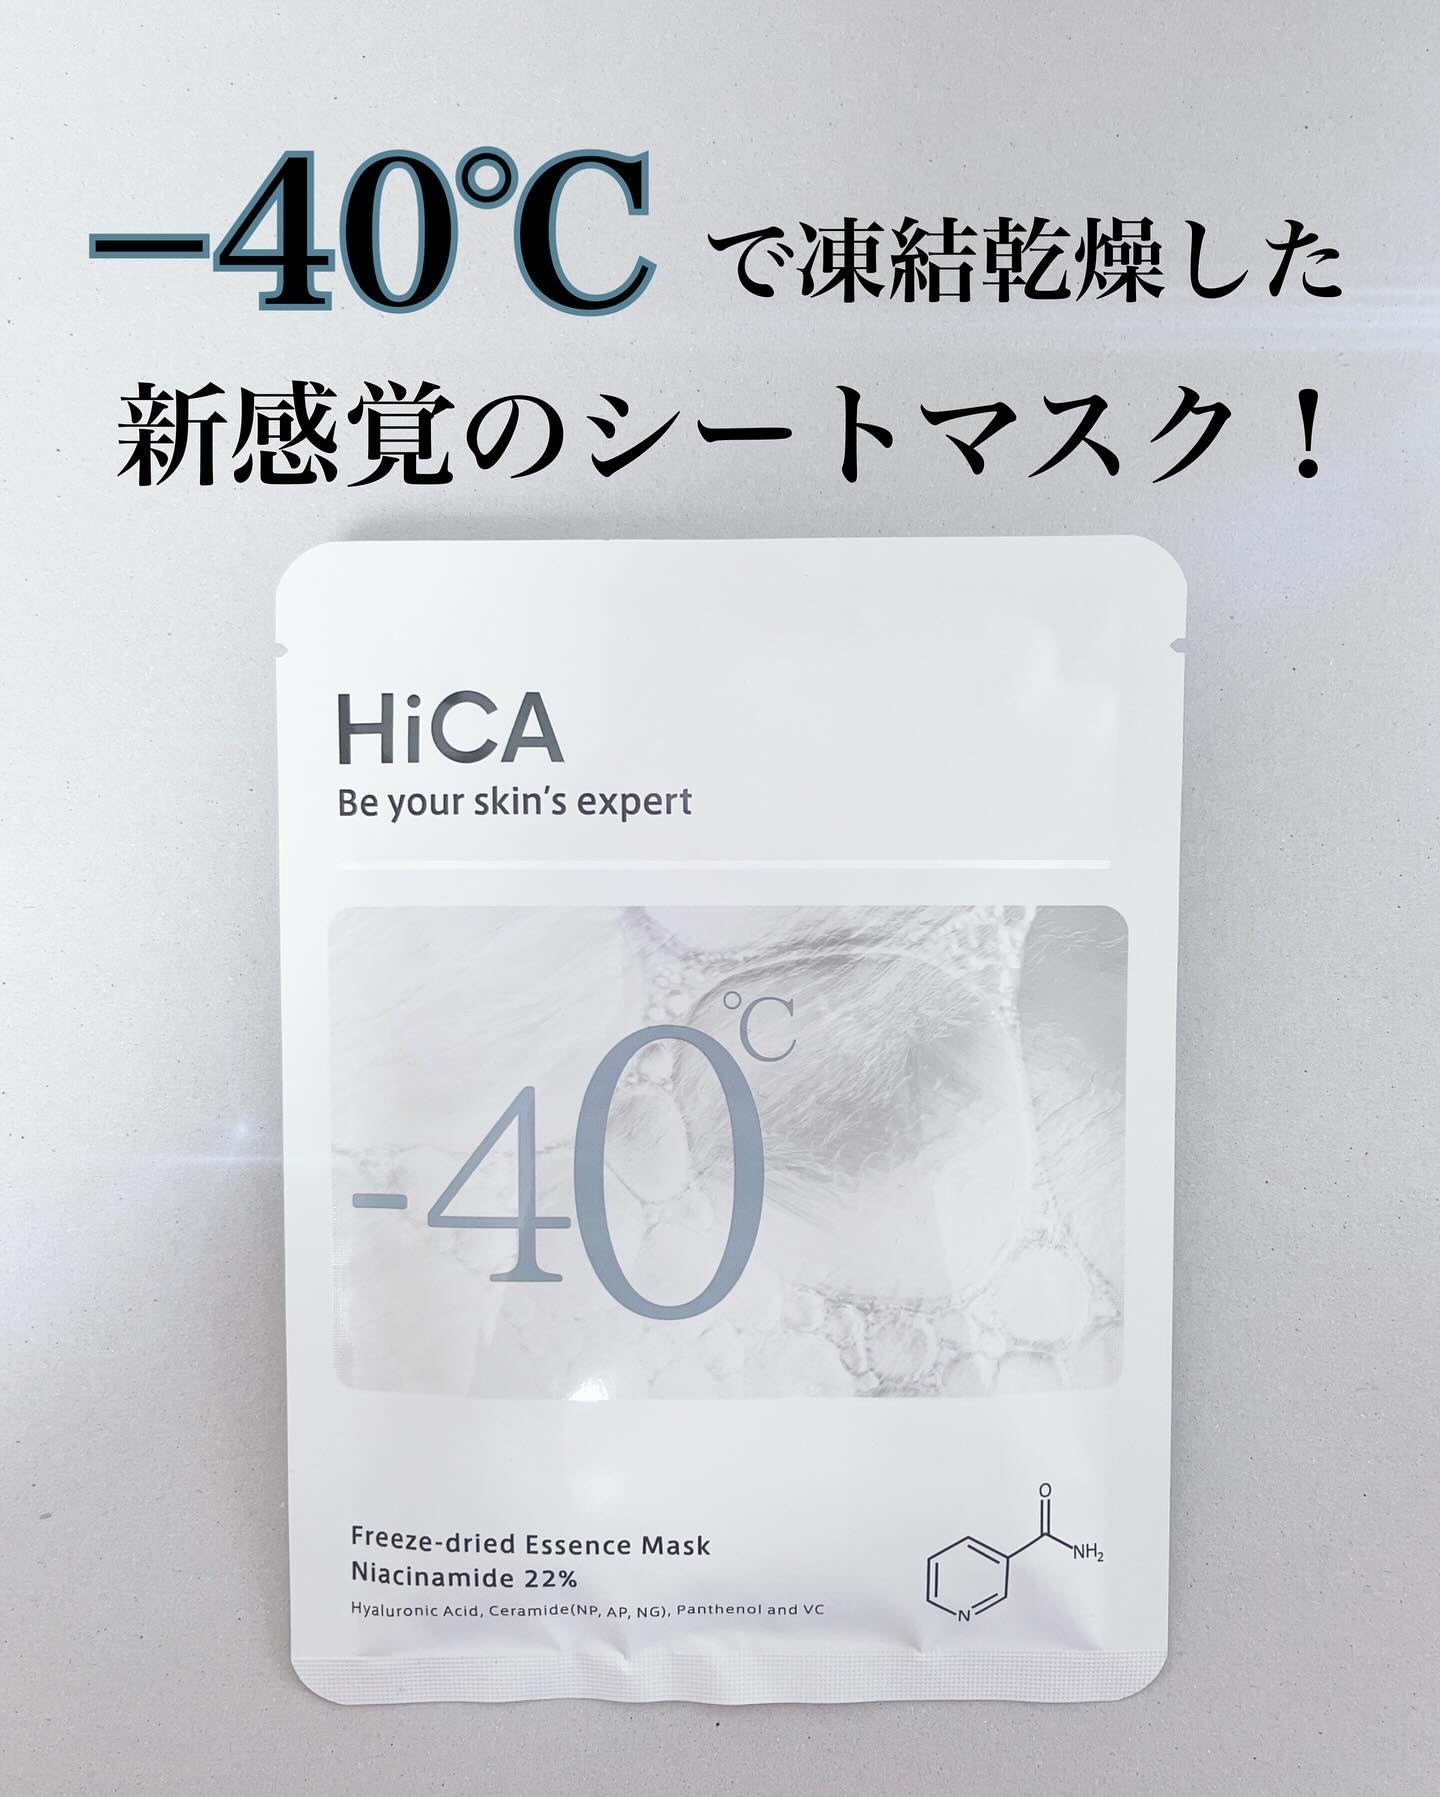 −40℃で凍結乾燥した
新感覚のシートマスク！
HiCA
Be your skin's expert
-40℃
Freeze-dried Essence Mask
Niacinamide 22%
Hyaluronic Acid, Ceramide(NP, AP, NG), Panthenol and VC
O
NH₂
N